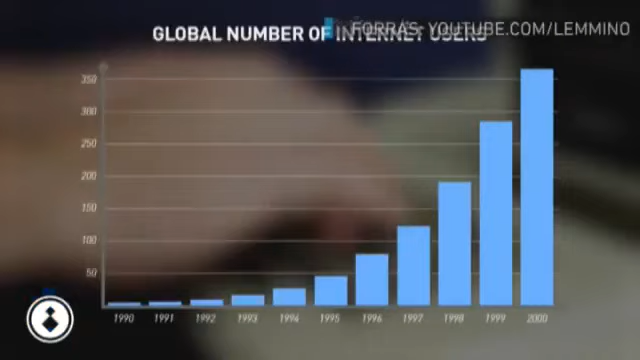 FORRÁS: YOUTUBE.COM/LEMMINO
GLOBAL NUMBER OF INTERNET USERS
350
300
250
200
150
100
50
1990 1991 1992 1993 1994 1995 1996 1997 1998 1999 2000